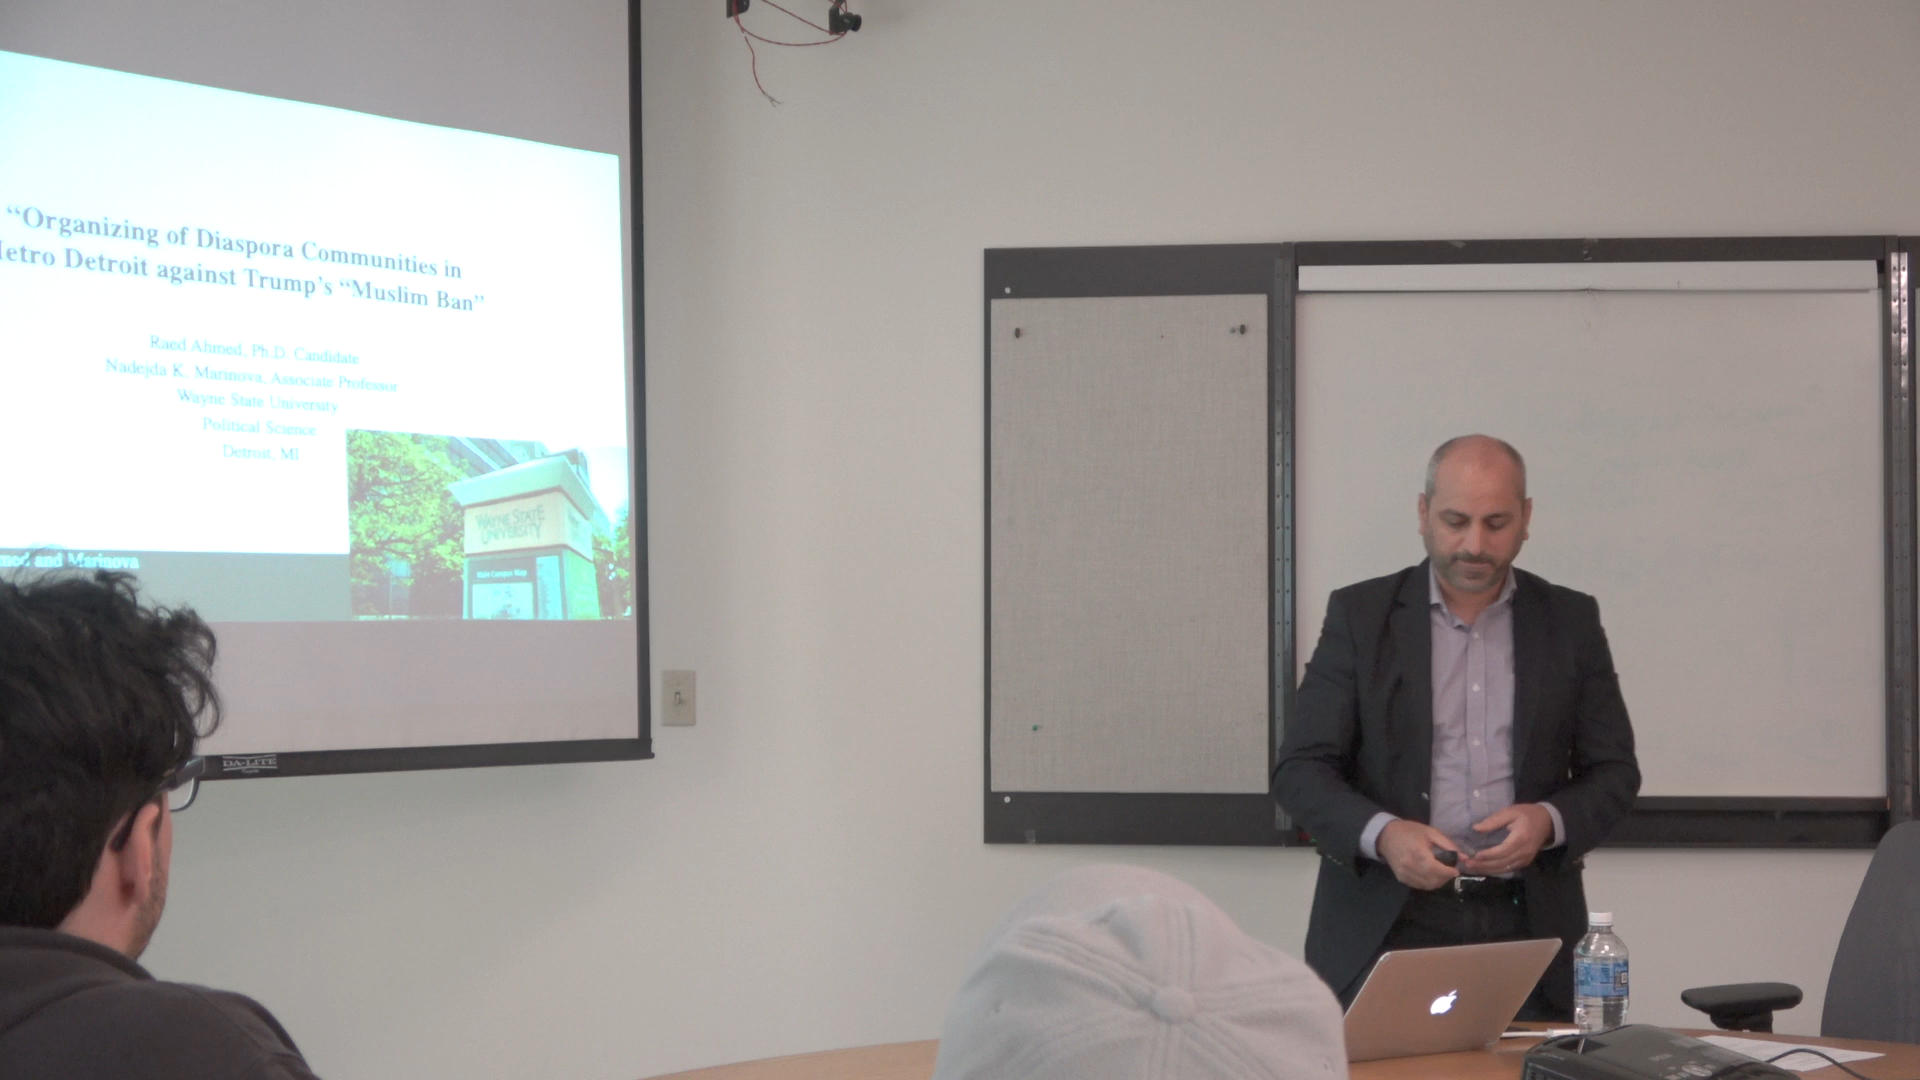 “Organizing of Diaspora Communities in
Metro Detroit against Trump’s “Muslim Ban”
Raed Ahmed, Ph.D. Candidate
Nadejda K. Marinova, Associate Professor
Wayne State University
Political Science
Detroit, MI
WAYNE STATE
UNIVERSITY
Main Campus Map
and Marinova
DA-LITE